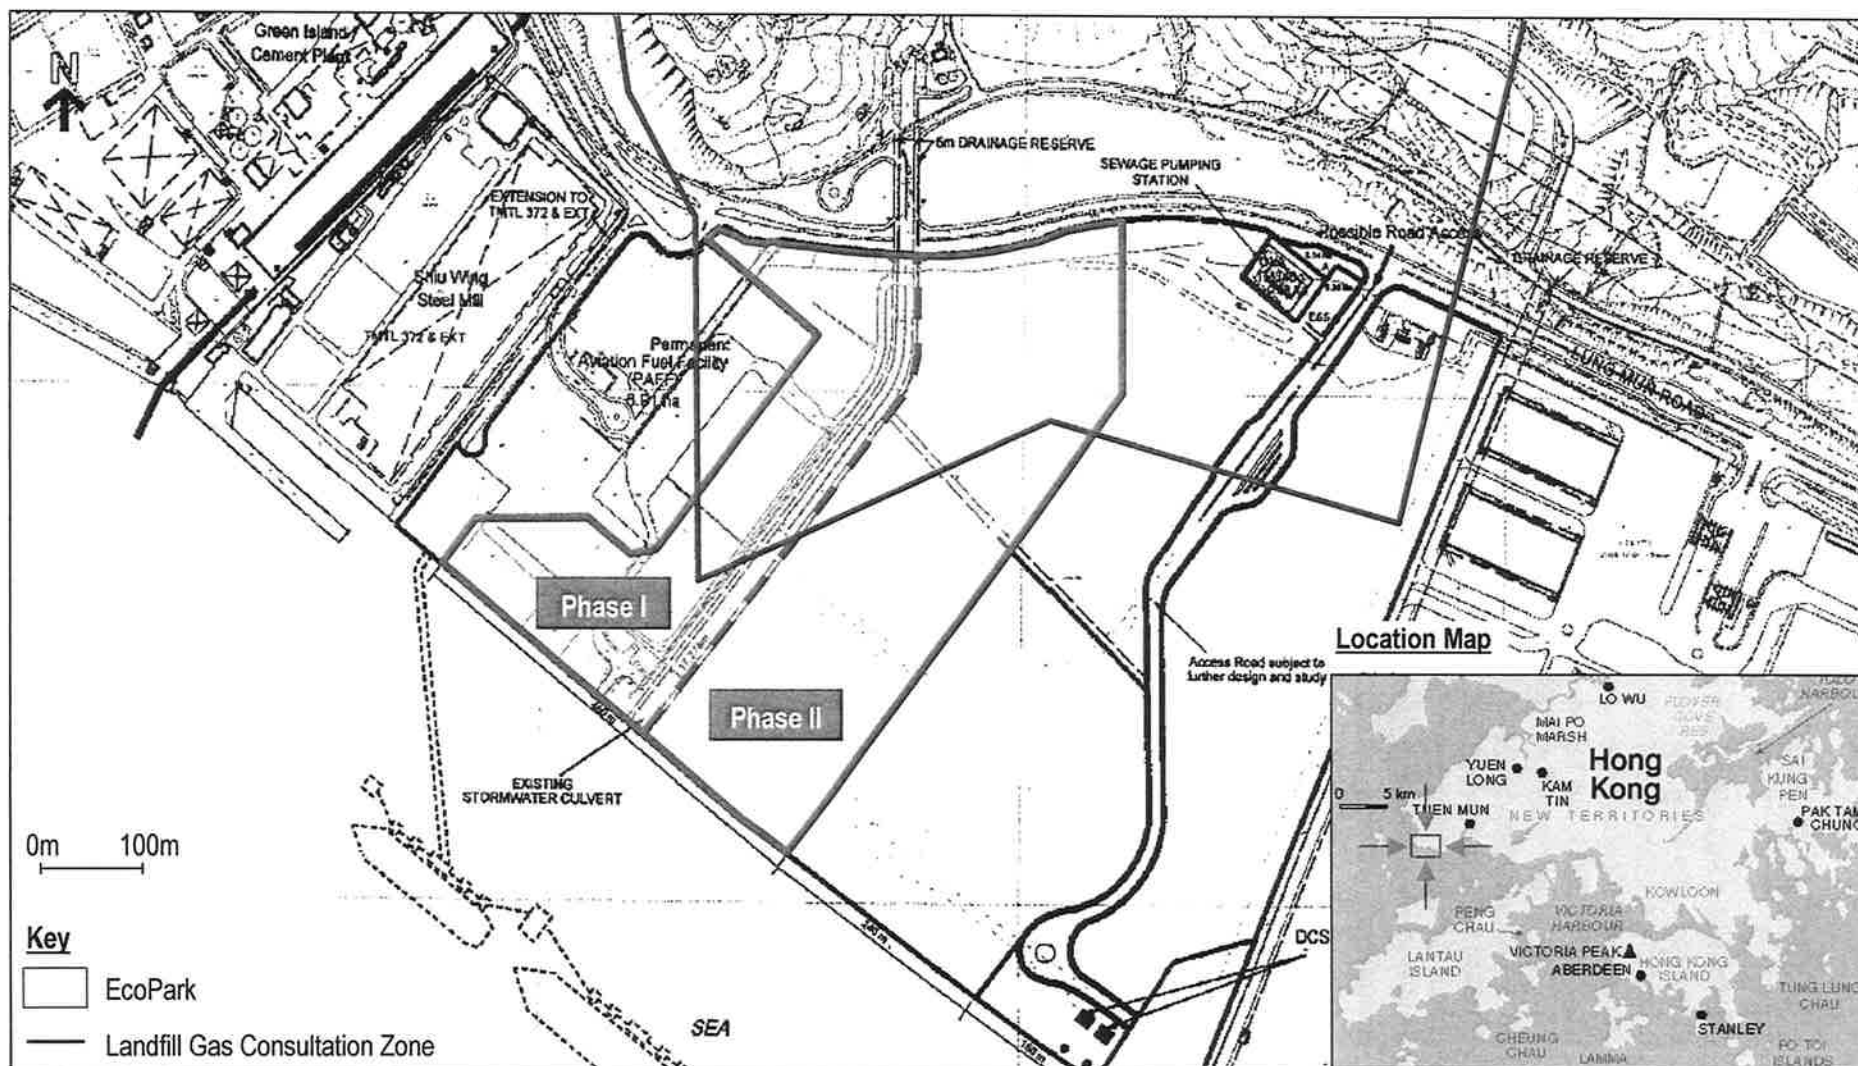 Green Island
Cement Plant
N
6m DRAINAGE RESERVE
SEWAGE PUMPING
STATION
EXTENSION TO
TMTL 372 & EXT
Possible Road Access
DRAINAGE RESERVE
Shiu Wing
Steel Mill
TMTL 372 & EXT
Permanent
Aviation Fuel Facility
(PAFF)
ESS
LUNG MUN ROAD
Phase I
Phase II
Access Road subject to
further design and study
EXISTING
STORMWATER CULVERT
0m 100m
240 m
160 m
DCS
SEA
Key
EcoPark
Landfill Gas Consultation Zone
Location Map
LO WU
MAI PO
MARSH
YUEN
LONG
KAM
TIN
Hong
Kong
SAI
KUNG
PEN
0 5 km
TUEN MUN
NEW TERRITORIES
PAK TAM
CHUNG
KOWLOON
PENG
CHAU
VICTORIA
HARBOUR
VICTORIA PEAK
ABERDEEN
HONG KONG
ISLAND
LANTAU
ISLAND
TUNG LUNG
CHAU
STANLEY
CHEUNG
CHAU
LAMMA
PO TOI
ISLANDS